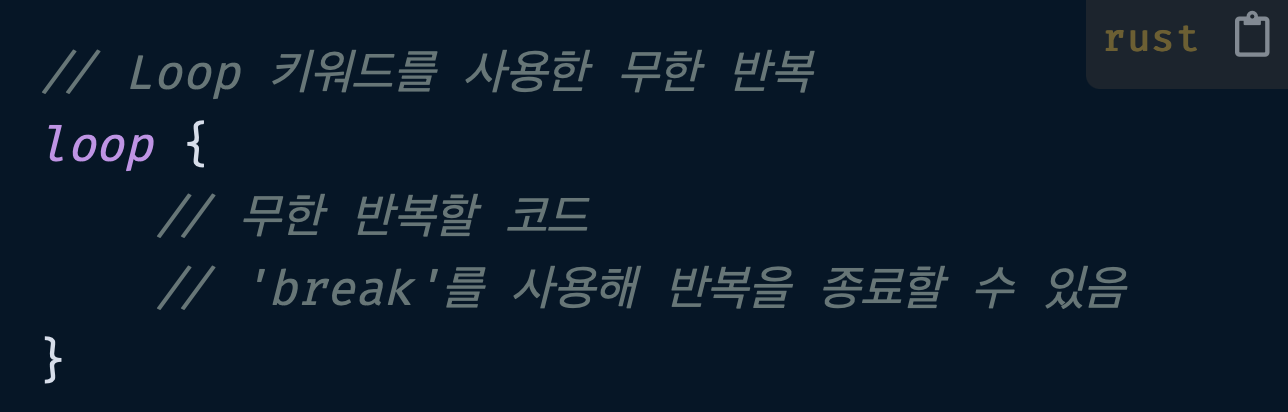 rust
// Loop 키워드를 사용한 무한 반복
loop {
    // 무한 반복할 코드
    // 'break'를 사용해 반복을 종료할 수 있음
}